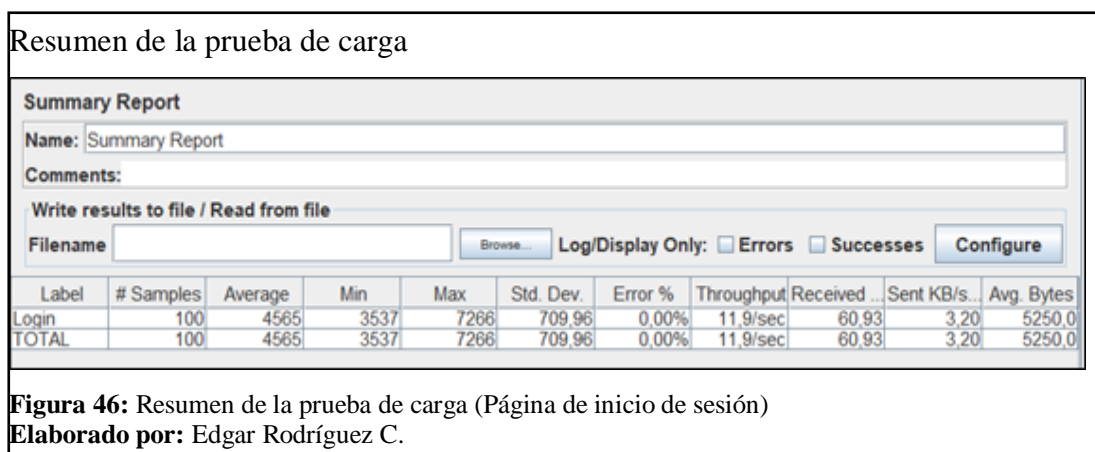 Resumen de la prueba de carga
Summary Report
Name: Summary Report
Comments:
Write results to file / Read from file
Filename Browse... Log/Display Only: Errors Successes Configure
Label # Samples Average Min Max Std. Dev. Error % Throughput Received ... Sent KB/s... Avg. Bytes
Login 100 4565 3537 7266 709,96 0,00% 11,9/sec 60,93 3,20 5250,0
TOTAL 100 4565 3537 7266 709,96 0,00% 11,9/sec 60,93 3,20 5250,0
Figura 46: Resumen de la prueba de carga (Página de inicio de sesión)
Elaborado por: Edgar Rodríguez C.